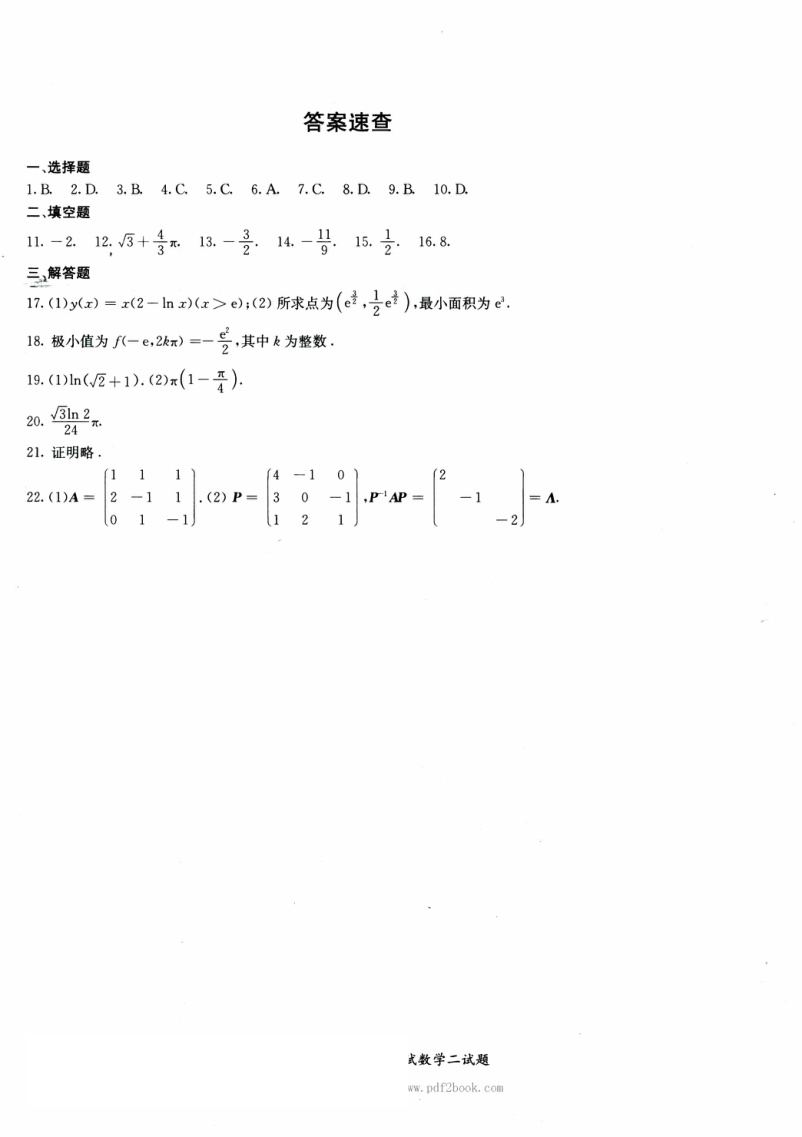 答案速查
一、选择题
1. B. 2. D. 3. B. 4. C. 5. C. 6. A. 7. C. 8. D. 9. B. 10. D.
二、填空题
11. −2. 12. √3 + 4/3 π. 13. −3/2. 14. −11/9. 15. 1/2. 16. 8.
三、解答题
17. (1) y(x) = x(2 − ln x)(x > e); (2) 所求点为(e^{3/2}, 1/2 e^{3/2}),最小面积为 e³.
18. 极小值为 f(−e, 2kπ) = −e²/2,其中 k 为整数.
19. (1) ln(√2 + 1). (2) π(1 − π/4).
20. √3 ln 2/24 π.
21. 证明略.
22. (1) A = (1 1 1; 2 −1 1; 0 1 −1). (2) P = (4 −1 0; 3 0 −1; 1 2 1), P⁻¹AP = (2; −1; −2) = Λ.
式数学二试题
ww.pdf2book.com